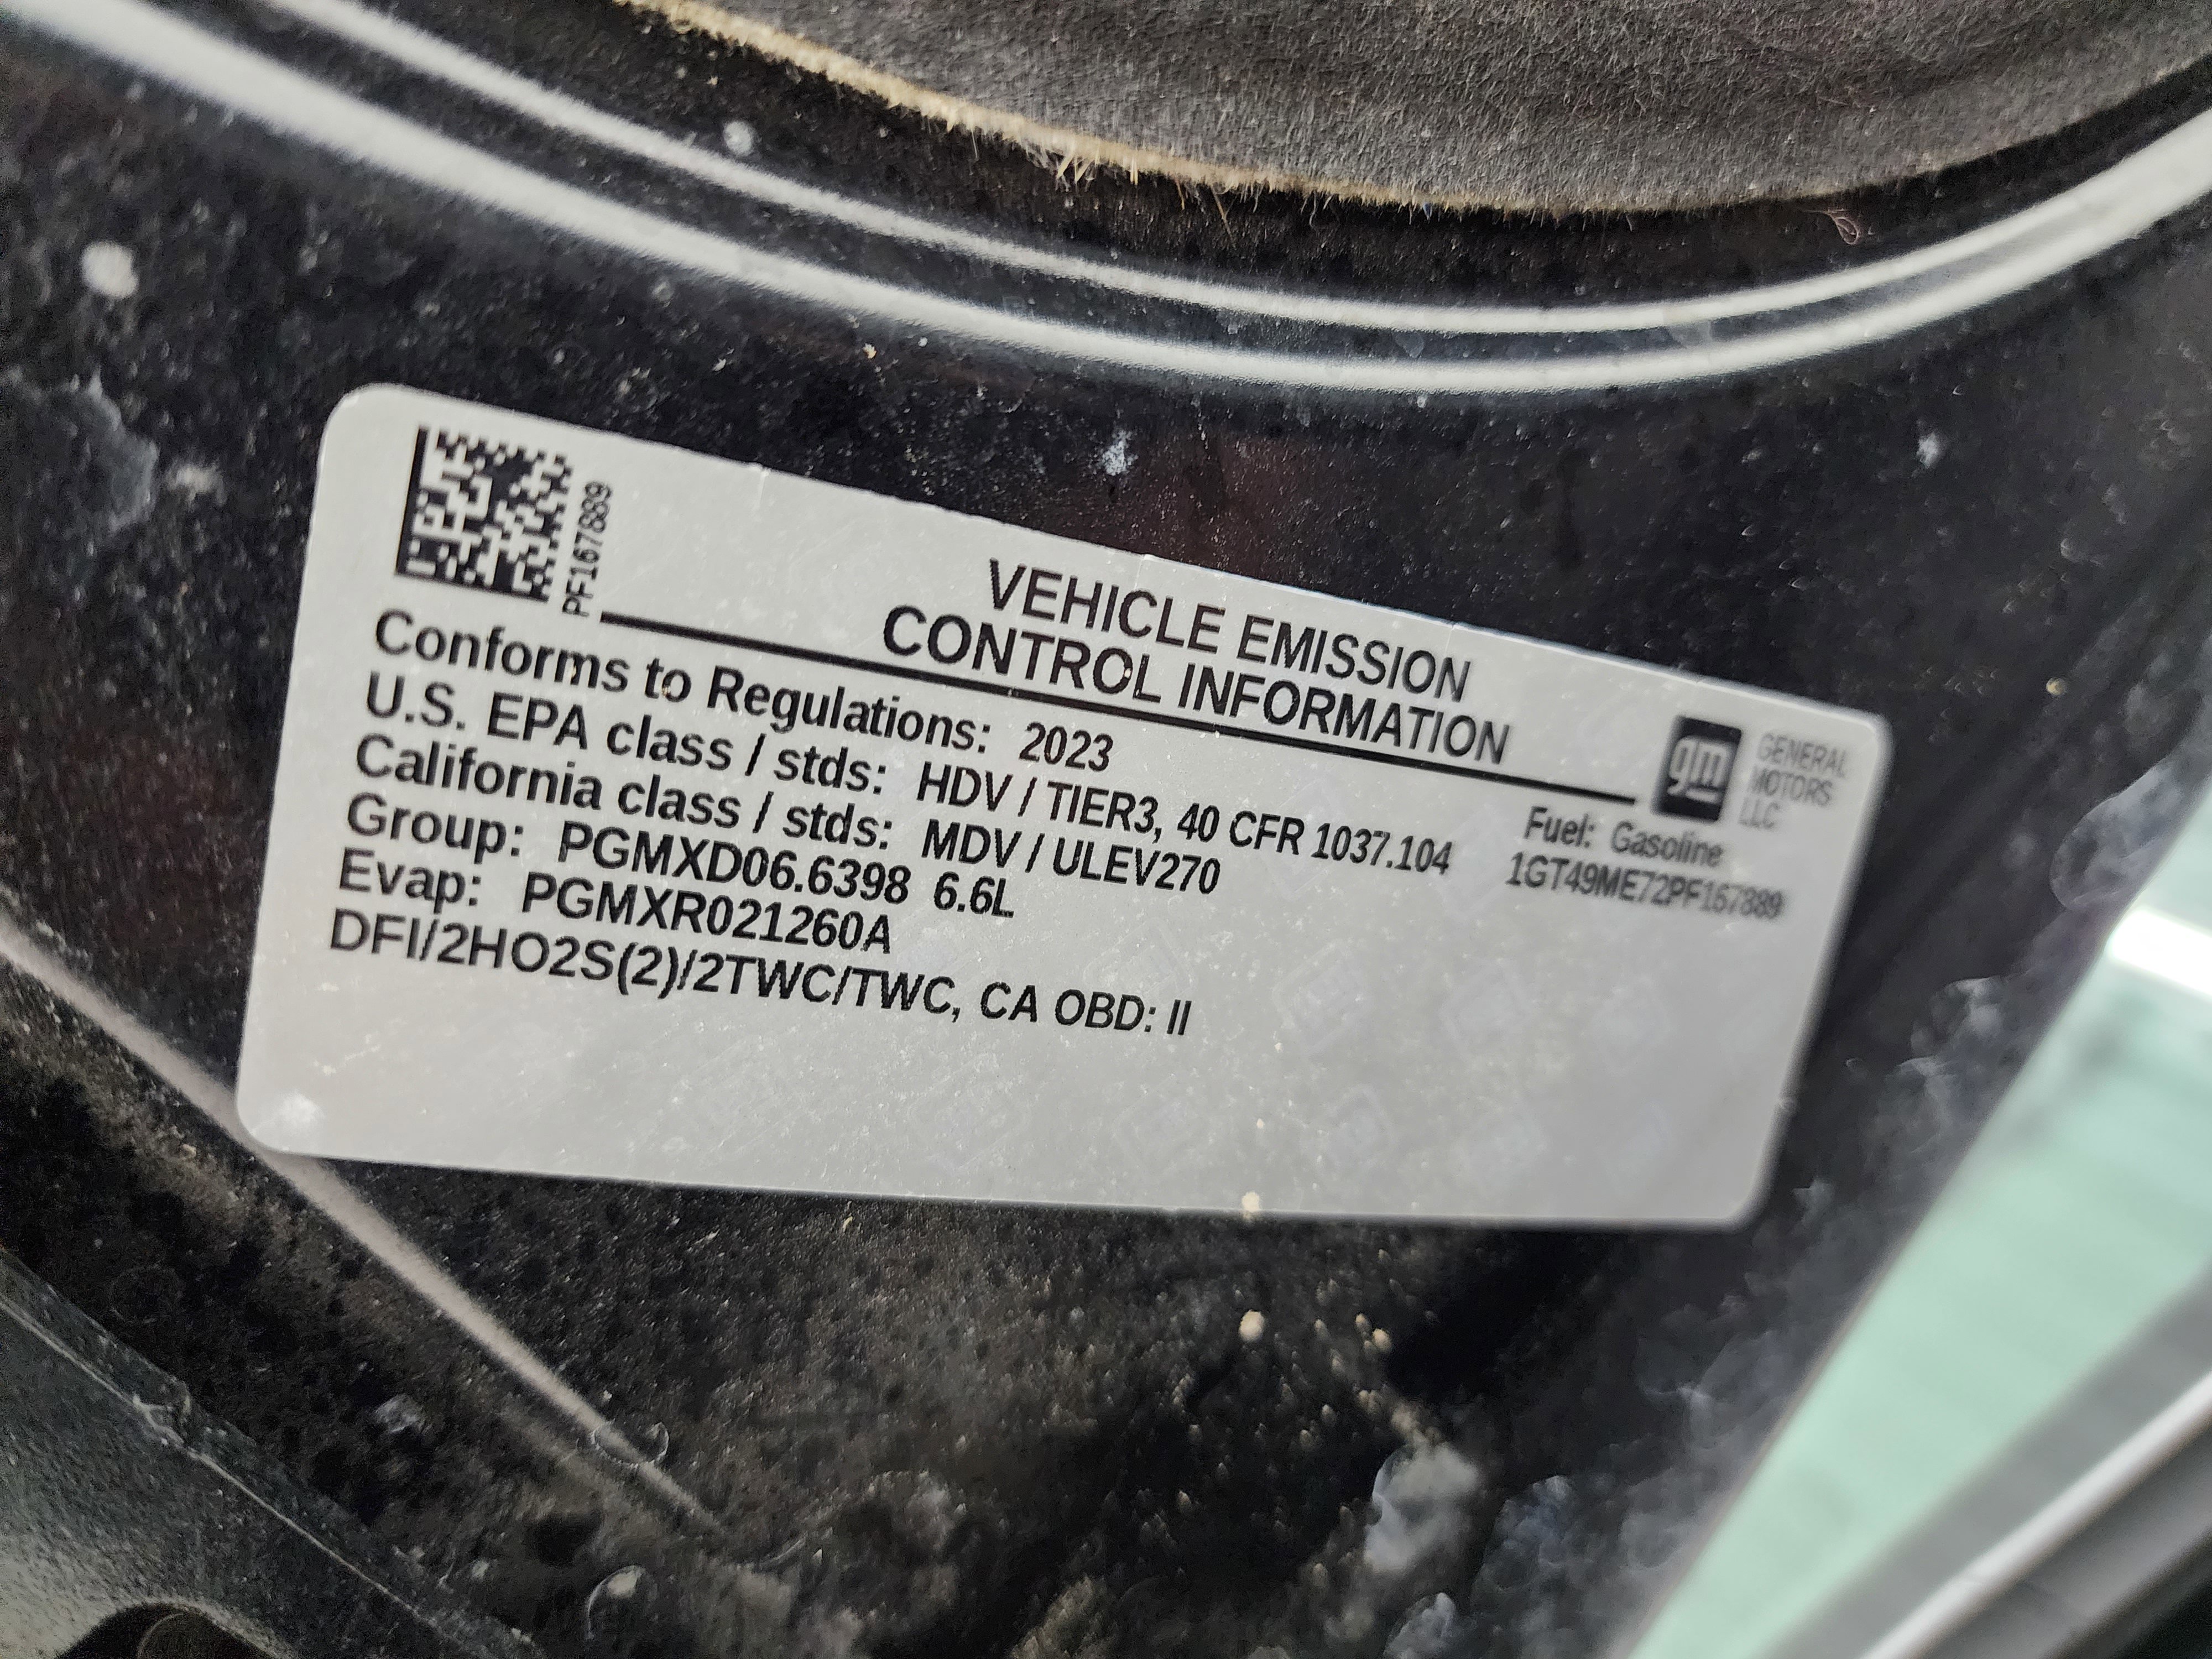 PF167889
VEHICLE EMISSION
CONTROL INFORMATION
gm GENERAL
MOTORS
LLC
Conforms to Regulations: 2023
U.S. EPA class / stds: HDV / TIER3, 40 CFR 1037.104
Fuel: Gasoline
California class / stds: MDV / ULEV270
1GT49ME72PF167889
Group: PGMXD06.6398 6.6L
Evap: PGMXR021260A
DFI/2HO2S(2)/2TWC/TWC, CA OBD: II